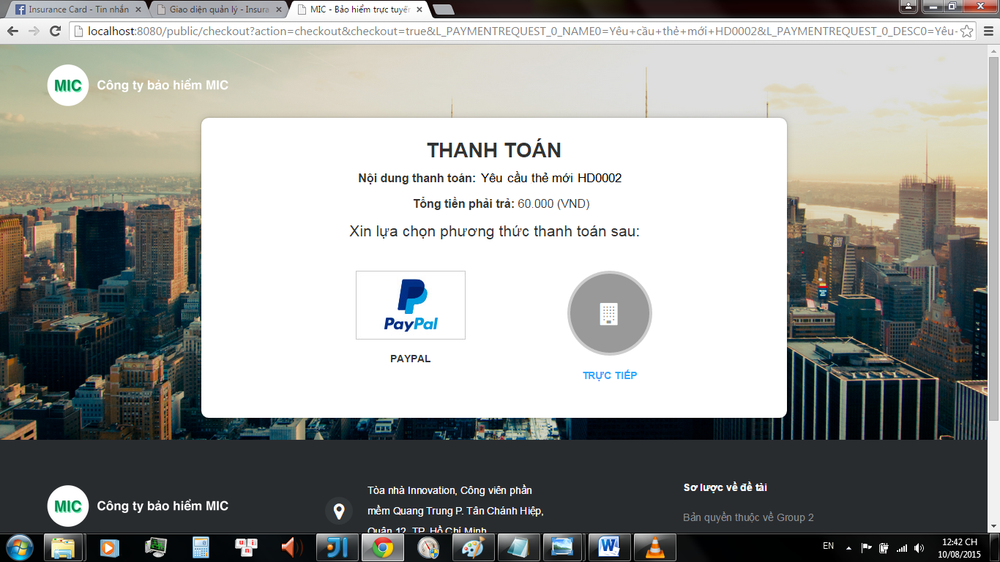 Insurance Card - Tin nhắn
Giao diện quản lý - Insura
MIC - Bảo hiểm trực tuyến
localhost:8080/public/checkout?action=checkout&checkout=true&L_PAYMENTREQUEST_0_NAME0=Yêu+cầu+thẻ+mới+HD0002&L_PAYMENTREQUEST_0_DESC0=Yêu-
MIC Công ty bảo hiểm MIC
THANH TOÁN
Nội dung thanh toán: Yêu cầu thẻ mới HD0002
Tổng tiền phải trả: 60.000 (VND)
Xin lựa chọn phương thức thanh toán sau:
PayPal
PAYPAL
TRỰC TIẾP
MIC Công ty bảo hiểm MIC
Tòa nhà Innovation, Công viên phần
mềm Quang Trung P. Tân Chánh Hiệp,
Quận 12, TP. Hồ Chí Minh
Sơ lược về đề tài
Bản quyền thuộc về Group 2
EN
12:42 CH
10/08/2015